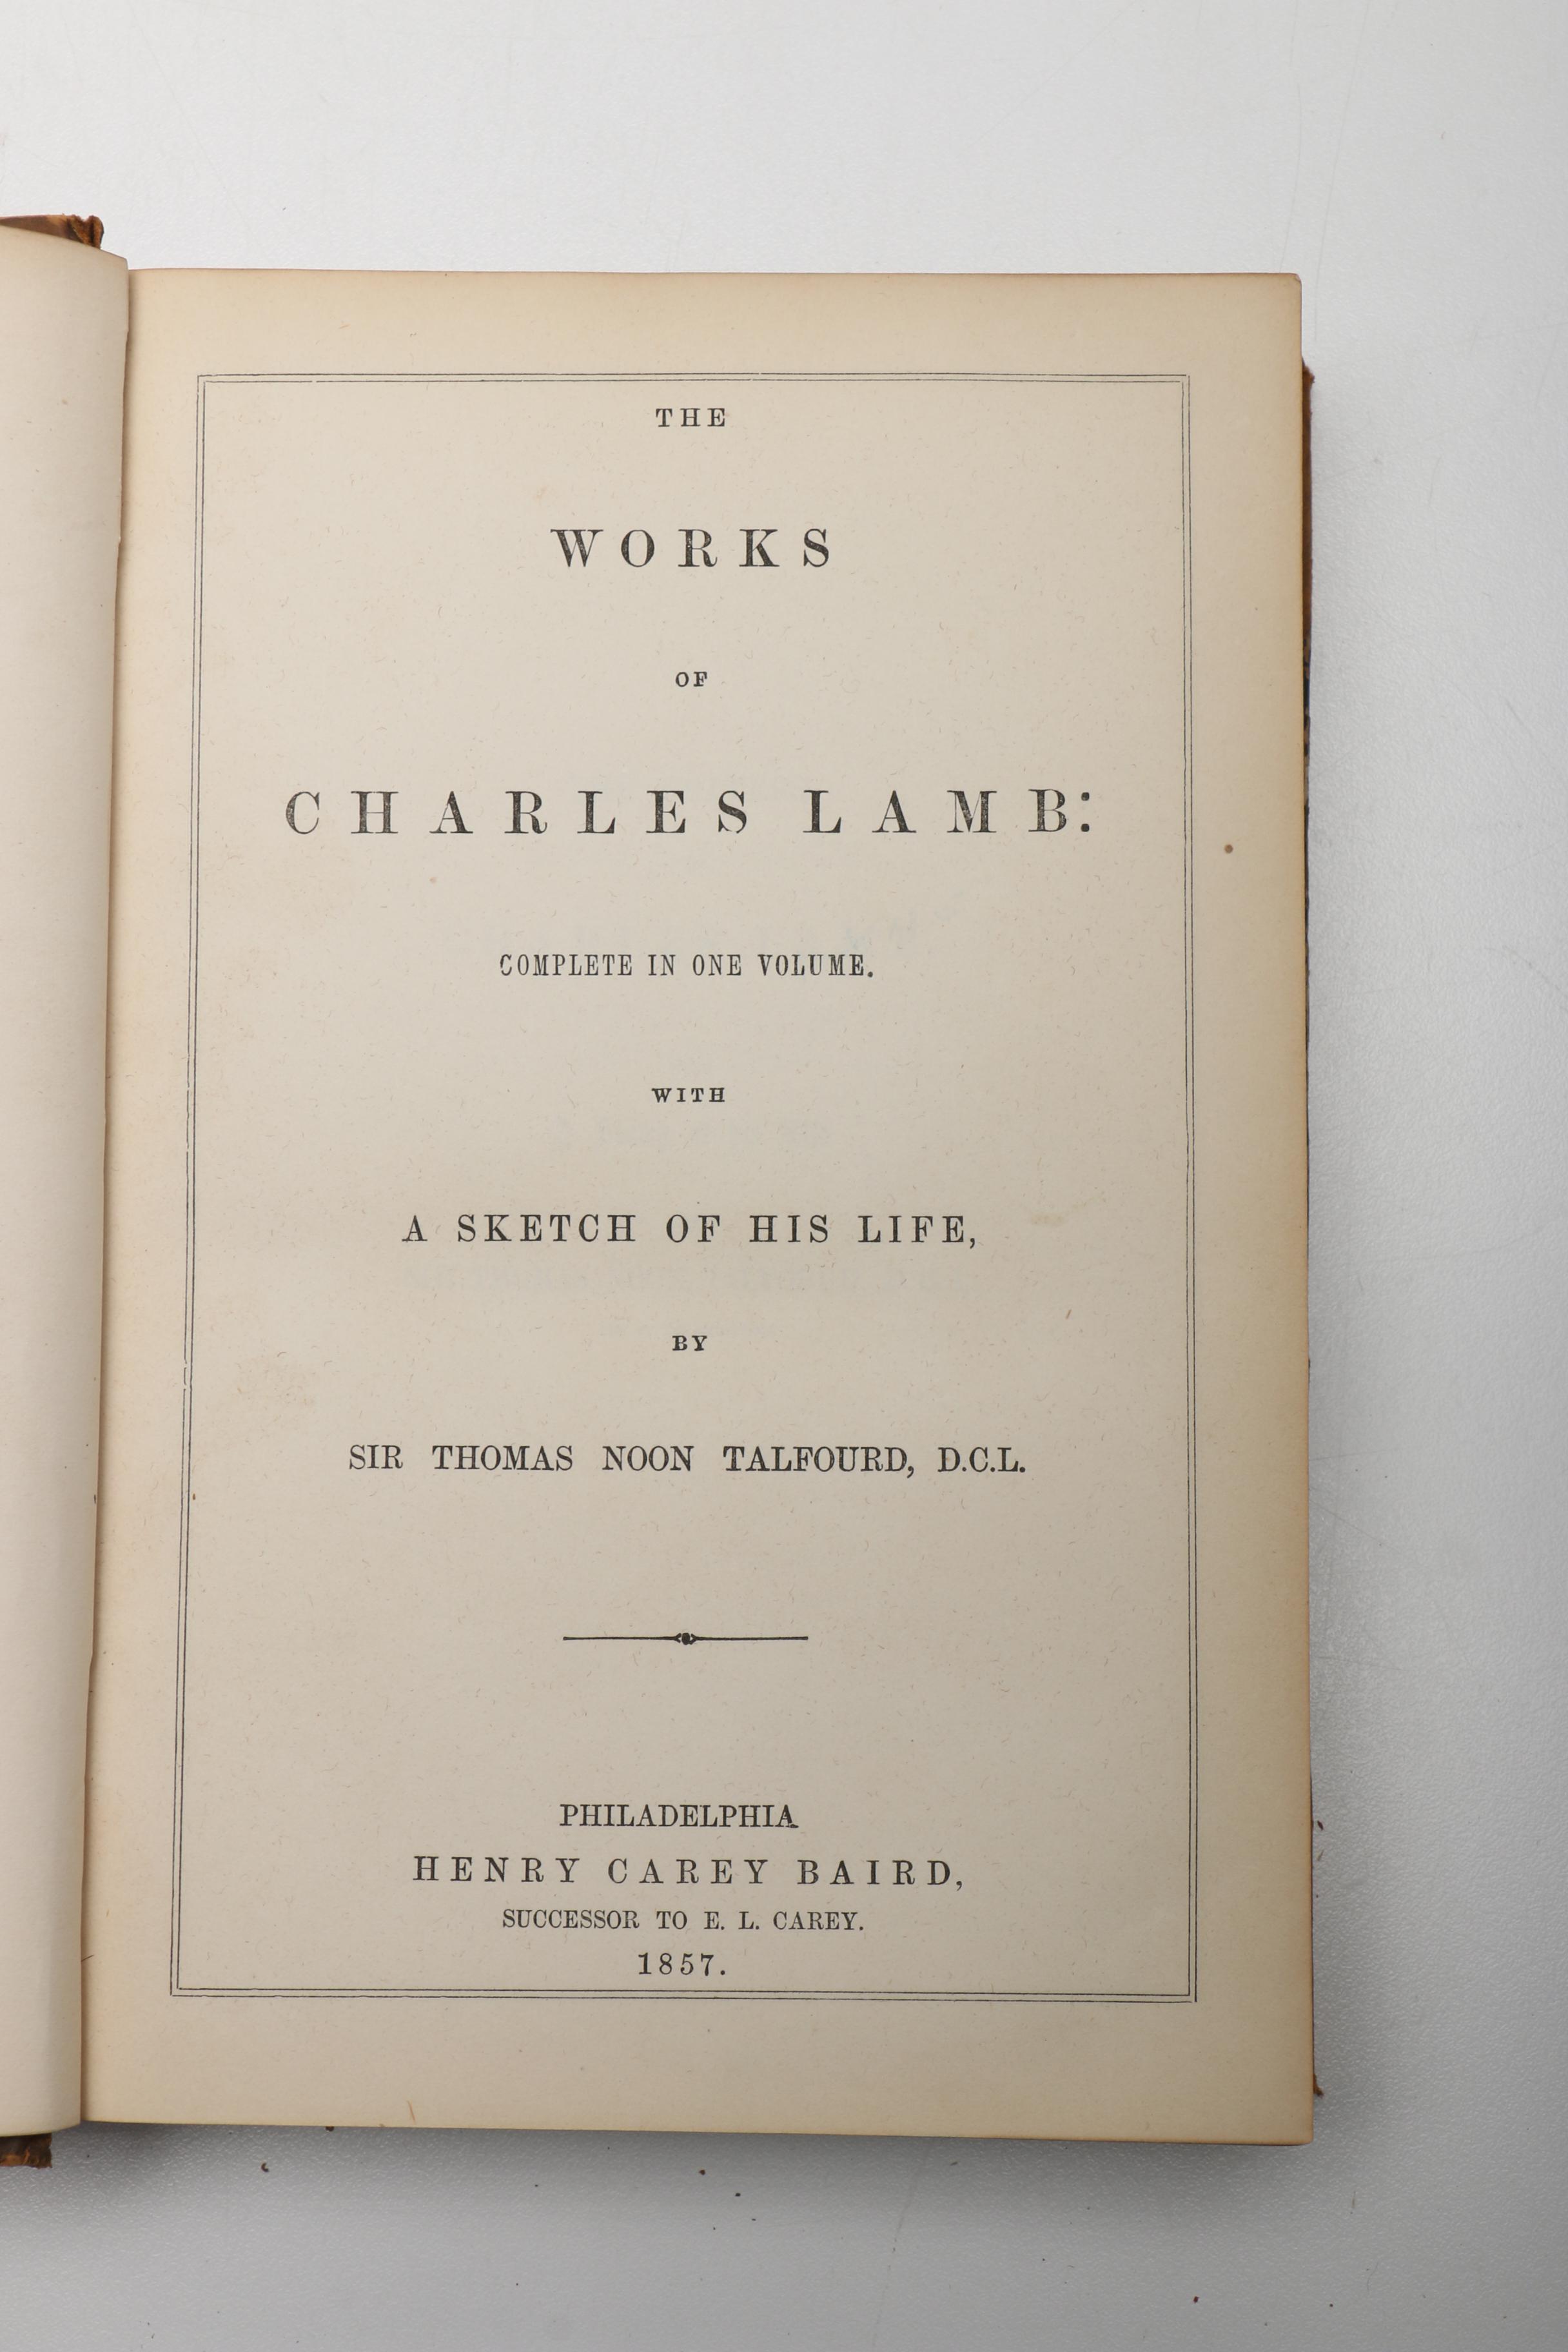 THE
WORKS
OF
CHARLES LAMB:
COMPLETE IN ONE VOLUME.
WITH
A SKETCH OF HIS LIFE,
BY
SIR THOMAS NOON TALFOURD, D.C.L.
PHILADELPHIA
HENRY CAREY BAIRD,
SUCCESSOR TO E. L. CAREY.
1857.